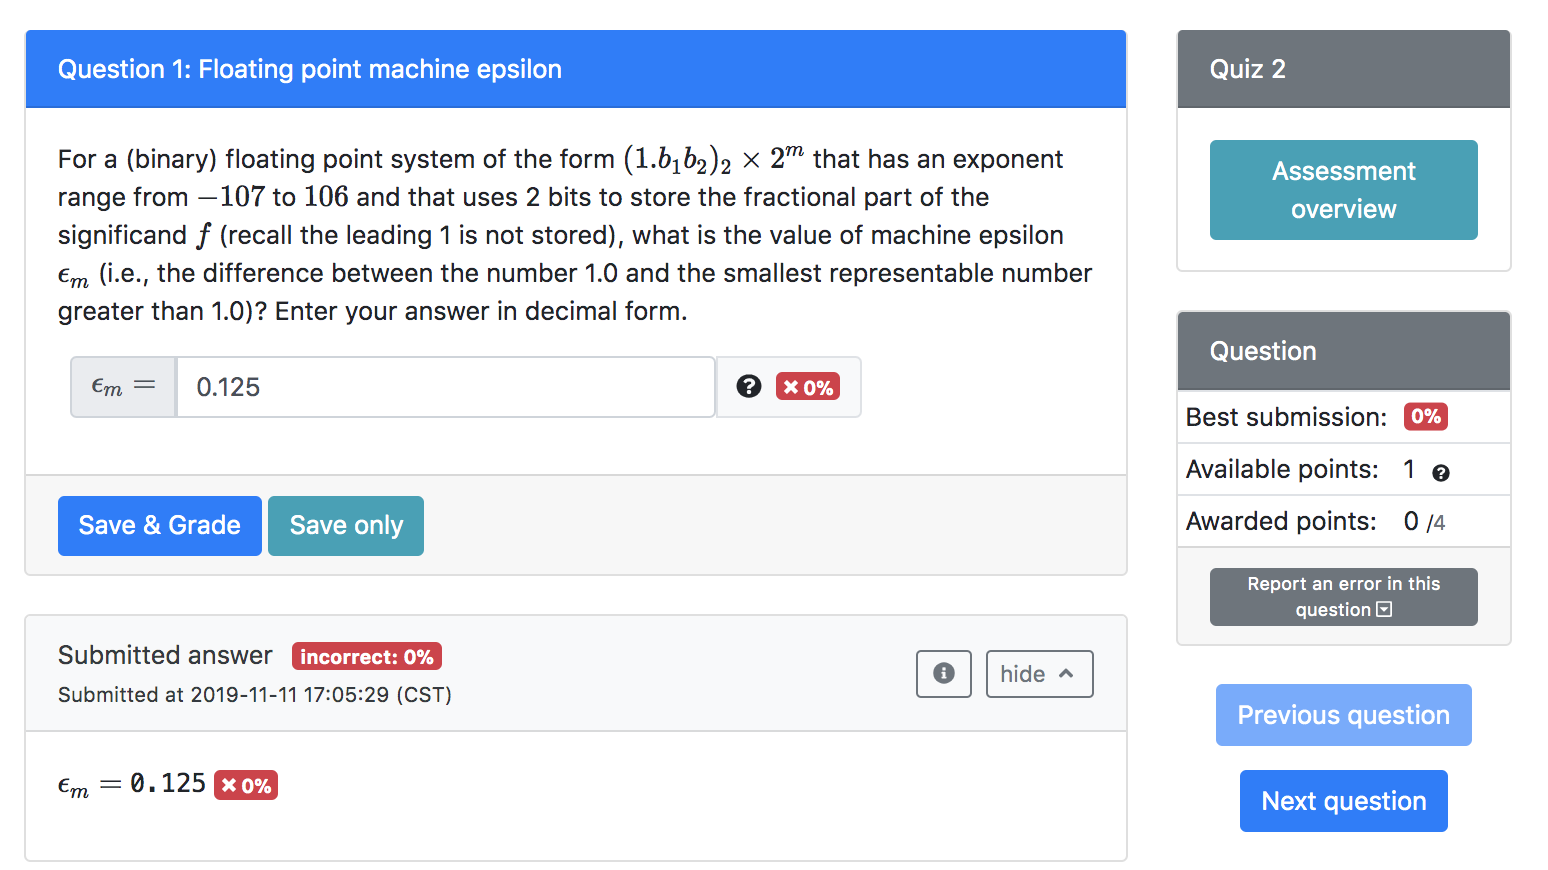 Question 1: Floating point machine epsilon
For a (binary) floating point system of the form (1.b₁b₂)₂ × 2ᵐ that has an exponent
range from −107 to 106 and that uses 2 bits to store the fractional part of the
significand f (recall the leading 1 is not stored), what is the value of machine epsilon
ϵₘ (i.e., the difference between the number 1.0 and the smallest representable number
greater than 1.0)? Enter your answer in decimal form.
ϵₘ = 0.125 ? ✖ 0%
Save & Grade Save only
Submitted answer incorrect: 0%
Submitted at 2019-11-11 17:05:29 (CST)
i hide
ϵₘ = 0.125 ✖ 0%
Quiz 2
Assessment
overview
Question
Best submission: 0%
Available points: 1 ?
Awarded points: 0 /4
Report an error in this
question
Previous question
Next question